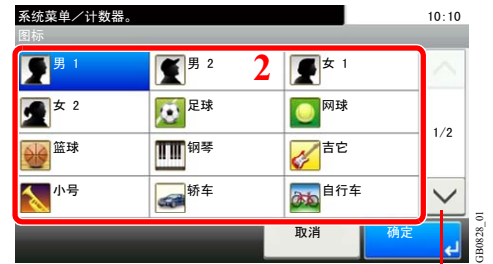 系统菜单／计数器。 10:10
图标
男 1 男 2 2 女 1
女 2 足球 网球
1/2
篮球 钢琴 吉它
小号 轿车 自行车
取消 确定
GB0828_01